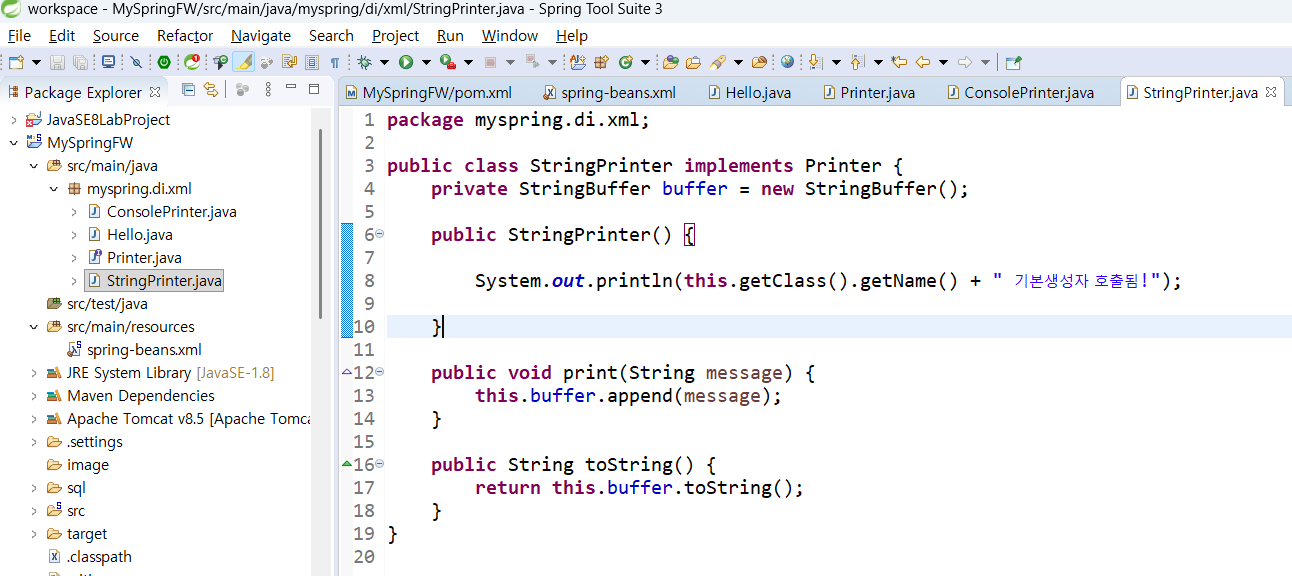 workspace - MySpringFW/src/main/java/myspring/di/xml/StringPrinter.java - Spring Tool Suite 3
File Edit Source Refactor Navigate Search Project Run Window Help
Package Explorer
JavaSE8LabProject
MySpringFW
src/main/java
myspring.di.xml
ConsolePrinter.java
Hello.java
Printer.java
StringPrinter.java
src/test/java
src/main/resources
spring-beans.xml
JRE System Library [JavaSE-1.8]
Maven Dependencies
Apache Tomcat v8.5 [Apache Tomca
.settings
image
sql
src
target
.classpath
MySpringFW/pom.xml spring-beans.xml Hello.java Printer.java ConsolePrinter.java StringPrinter.java
1 package myspring.di.xml;
2
3 public class StringPrinter implements Printer {
4 private StringBuffer buffer = new StringBuffer();
5
6 public StringPrinter() {
7
8 System.out.println(this.getClass().getName() + " 기본생성자 호출됨!");
9
10 }
11
12 public void print(String message) {
13 this.buffer.append(message);
14 }
15
16 public String toString() {
17 return this.buffer.toString();
18 }
19 }
20